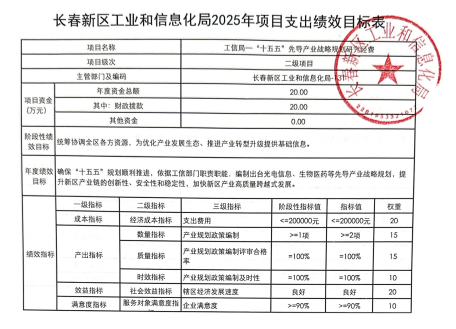 长春新区工业和信息化局2025年项目支出绩效目标表
项目名称 工信局—"十五五"先导产业战略规划研究经费
项目级次 二级项目
主管部门及编码 长春新区工业和信息化局-131
项目资金(万元) 年度资金总额 20.00
其中: 财政拨款 20.00
其他资金 0.00
阶段性绩效目标 统筹协调全区各方资源，为优化产业发展生态、推进产业转型升级提供基础信息。
年度绩效目标 确保"十五五"规划顺利推进，依据工信部门职责职能，编制出台光电信息、生物医药等先导产业战略规划，提升新区产业链的创新性、安全性和稳定性，加快新区产业高质量跨越式发展。
绩效指标 一级指标 二级指标 三级指标 阶段性指标值 指标值 权重
成本指标 经济成本指标 支出费用 <=200000元 <=200000元 20
产出指标 数量指标 产业规划政策编制 >=1项 >=2项 15
质量指标 产业规划政策编制评审合格率 =100% =100% 15
时效指标 产业规划政策编制及时性 =100% =100% 10
效益指标 社会效益指标 辖区经济发展速度 良好 良好 20
满意度指标 服务对象满意度指 企业满意度 >=90% >=90% 10
长春新区工业和信息化局